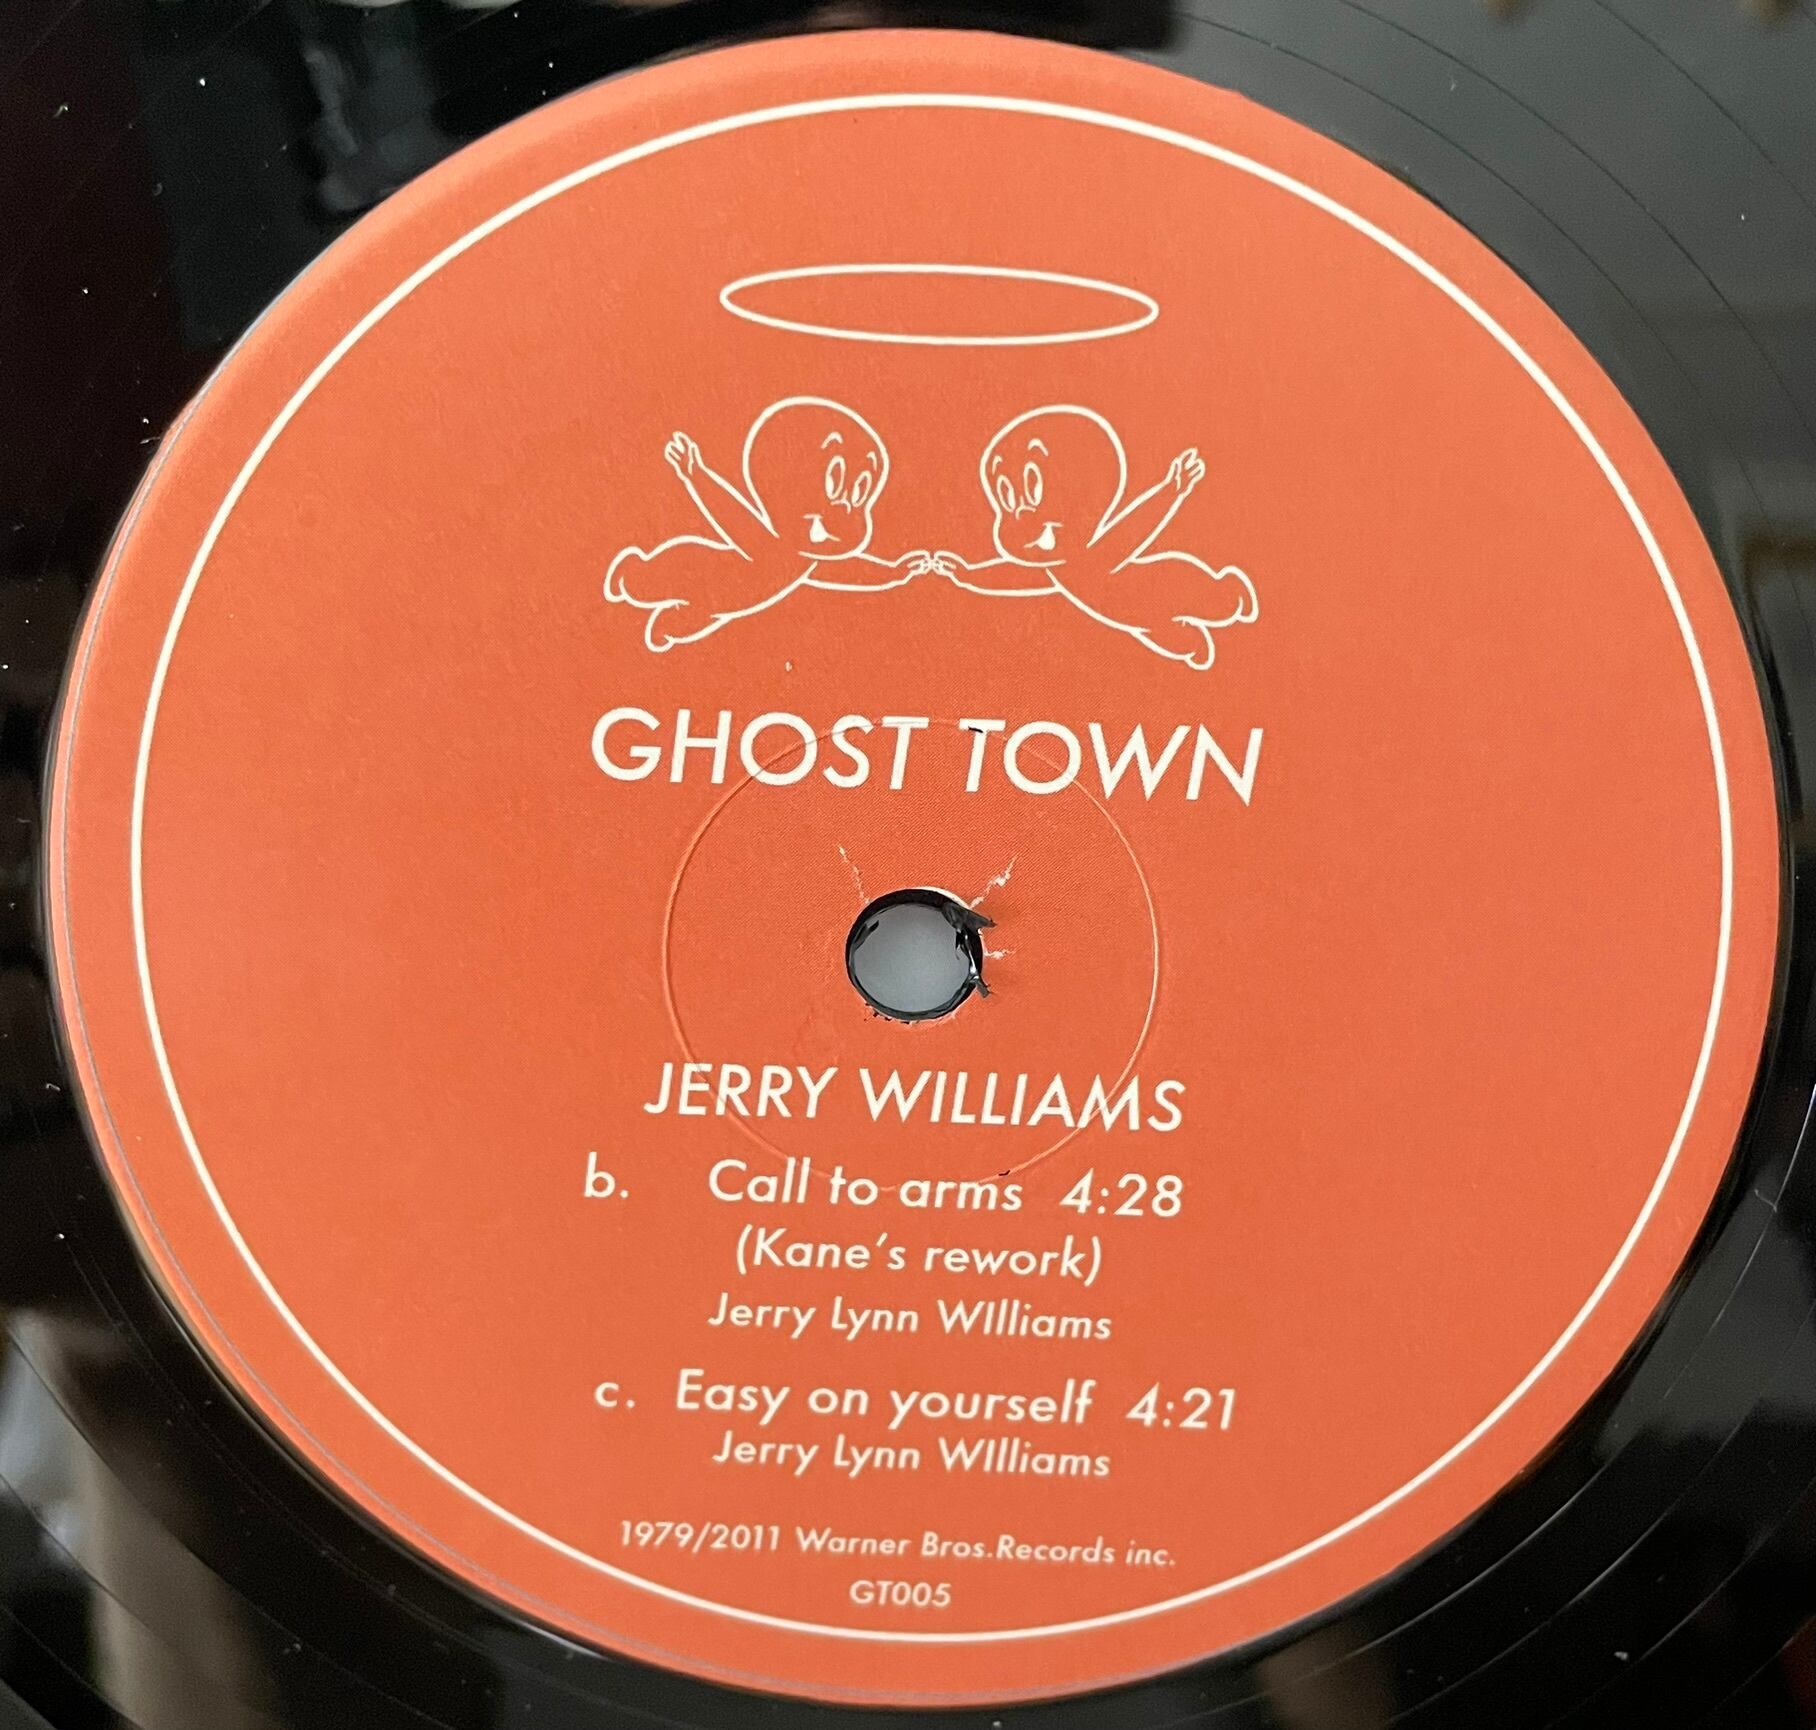 GHOST TOWN
JERRY WILLIAMS
b. Call to arms 4:28
(Kane's rework)
Jerry Lynn WIlliams
c. Easy on yourself 4:21
Jerry Lynn WIlliams
1979/2011 Warner Bros.Records inc.
GT005